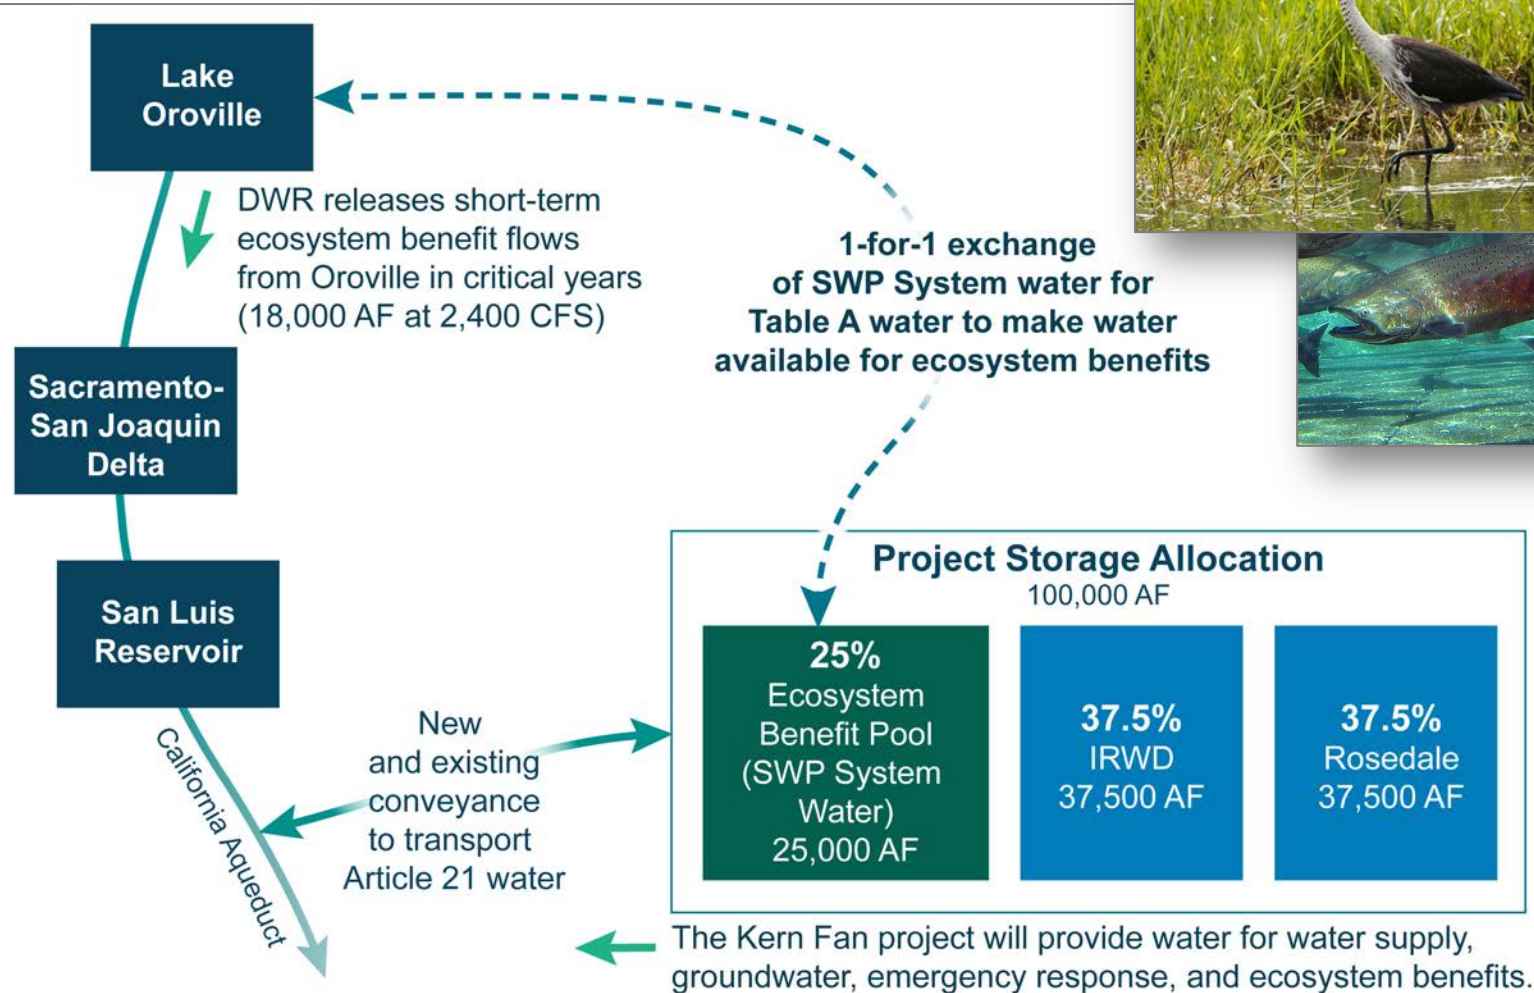 Lake
Oroville
DWR releases short-term
ecosystem benefit flows
from Oroville in critical years
(18,000 AF at 2,400 CFS)
1-for-1 exchange
of SWP System water for
Table A water to make water
available for ecosystem benefits
Sacramento-
San Joaquin
Delta
San Luis
Reservoir
California Aqueduct
New
and existing
conveyance
to transport
Article 21 water
Project Storage Allocation
100,000 AF
25%
Ecosystem
Benefit Pool
(SWP System
Water)
25,000 AF
37.5%
IRWD
37,500 AF
37.5%
Rosedale
37,500 AF
The Kern Fan project will provide water for water supply,
groundwater, emergency response, and ecosystem benefits.